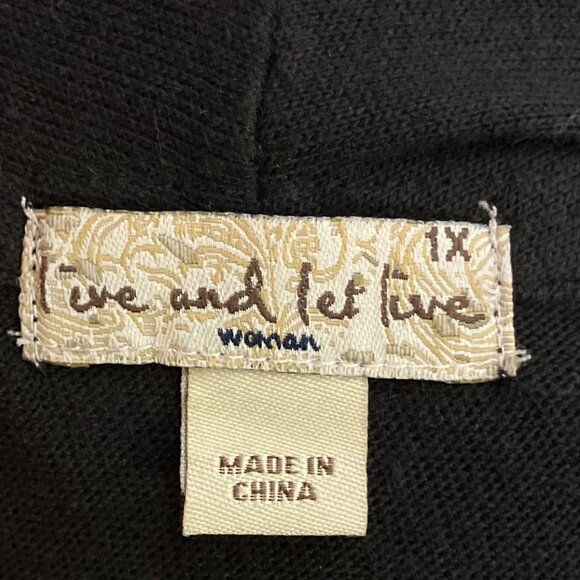 1X
live and let live
woman
MADE IN
CHINA